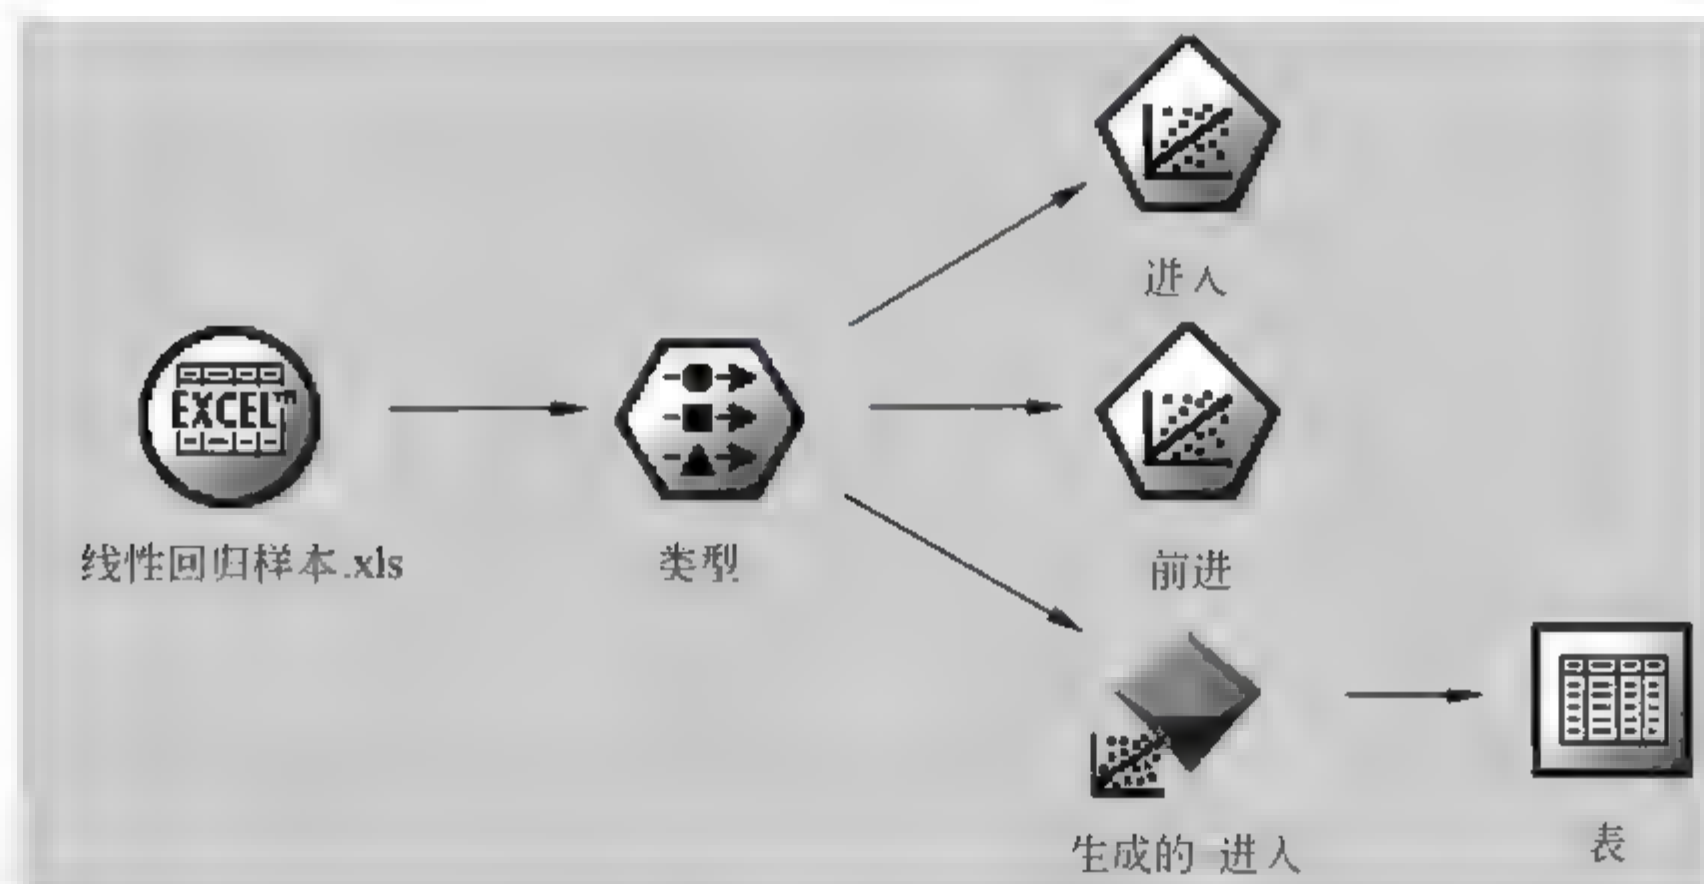 进入
EXCEL™
线性回归样本.xls
类型
前进
生成的 进入
表